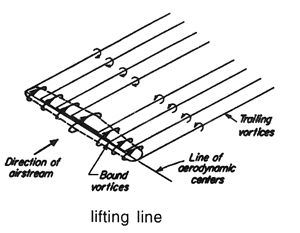 Trailing
vortices
Direction of
airstream
Bound
vortices
Line of
aerodynamic
centers
lifting line